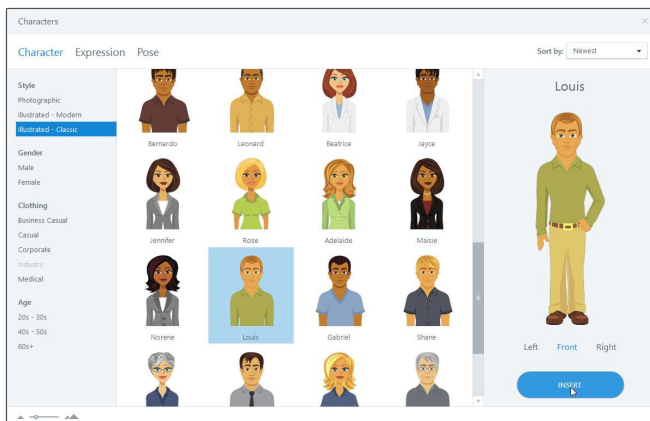 Characters
Character Expression Pose
Sort by: Newest
Style
Photographic
Illustrated - Modern
Illustrated - Classic
Gender
Male
Female
Clothing
Business Casual
Casual
Corporate
Industry
Medical
Age
20s - 30s
40s - 50s
60s+
Bernardo Leonard Beatrice Jayce
Jennifer Rose Adelaide Maisie
Norene Louis Gabriel Shane
Louis
Left Front Right
INSERT